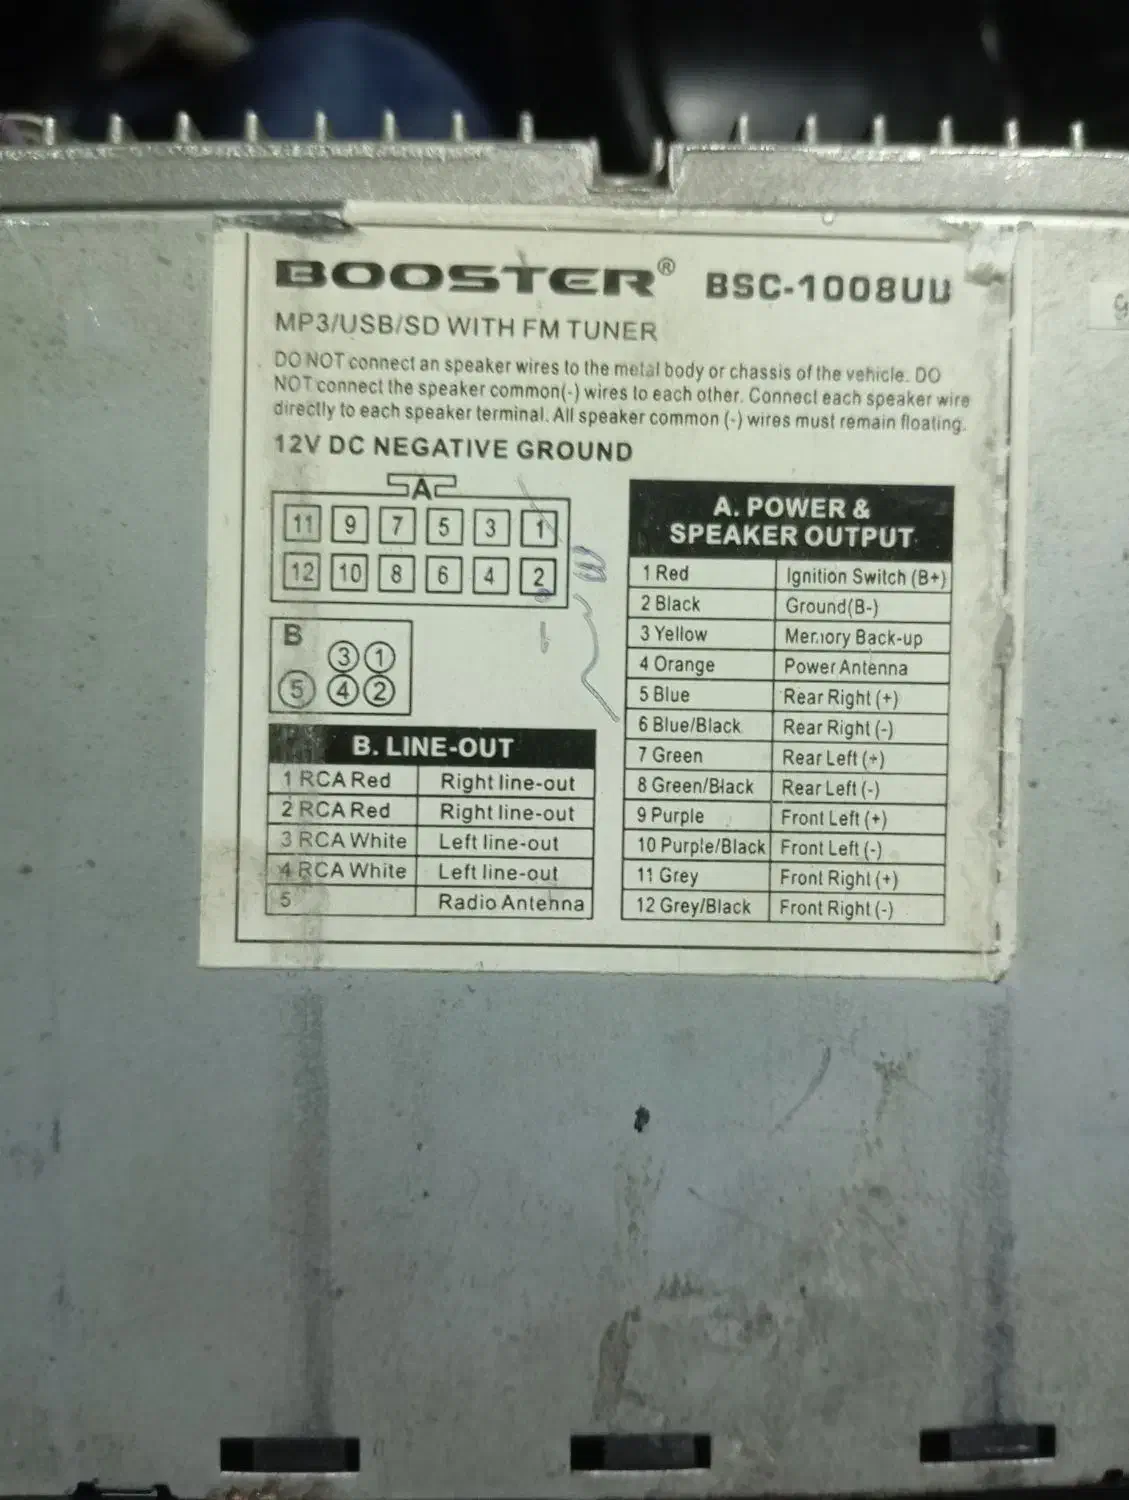 BOOSTER® BSC-1008UU
MP3/USB/SD WITH FM TUNER
DO NOT connect an speaker wires to the metal body or chassis of the vehicle. DO
NOT connect the speaker common(-) wires to each other. Connect each speaker wire
directly to each speaker terminal. All speaker common (-) wires must remain floating.
12V DC NEGATIVE GROUND
A
11 9 7 5 3 1
12 10 8 6 4 2
B
3 1
5 4 2
B. LINE-OUT
1 RCA Red Right line-out
2 RCA Red Right line-out
3 RCA White Left line-out
4 RCA White Left line-out
5 Radio Antenna
A. POWER &
SPEAKER OUTPUT
1 Red Ignition Switch (B+)
2 Black Ground(B-)
3 Yellow Memory Back-up
4 Orange Power Antenna
5 Blue Rear Right (+)
6 Blue/Black Rear Right (-)
7 Green Rear Left (+)
8 Green/Black Rear Left (-)
9 Purple Front Left (+)
10 Purple/Black Front Left (-)
11 Grey Front Right (+)
12 Grey/Black Front Right (-)